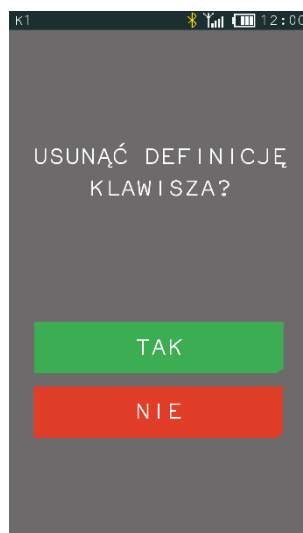 K1 12:00
USUNĄĆ DEFINICJĘ
KLAWISZA?
TAK
NIE